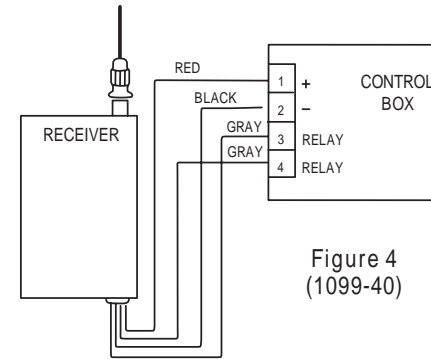 RED
1 +
CONTROL
BOX
BLACK
2 −
RECEIVER
GRAY
3 RELAY
GRAY
4 RELAY
Figure 4
(1099-40)